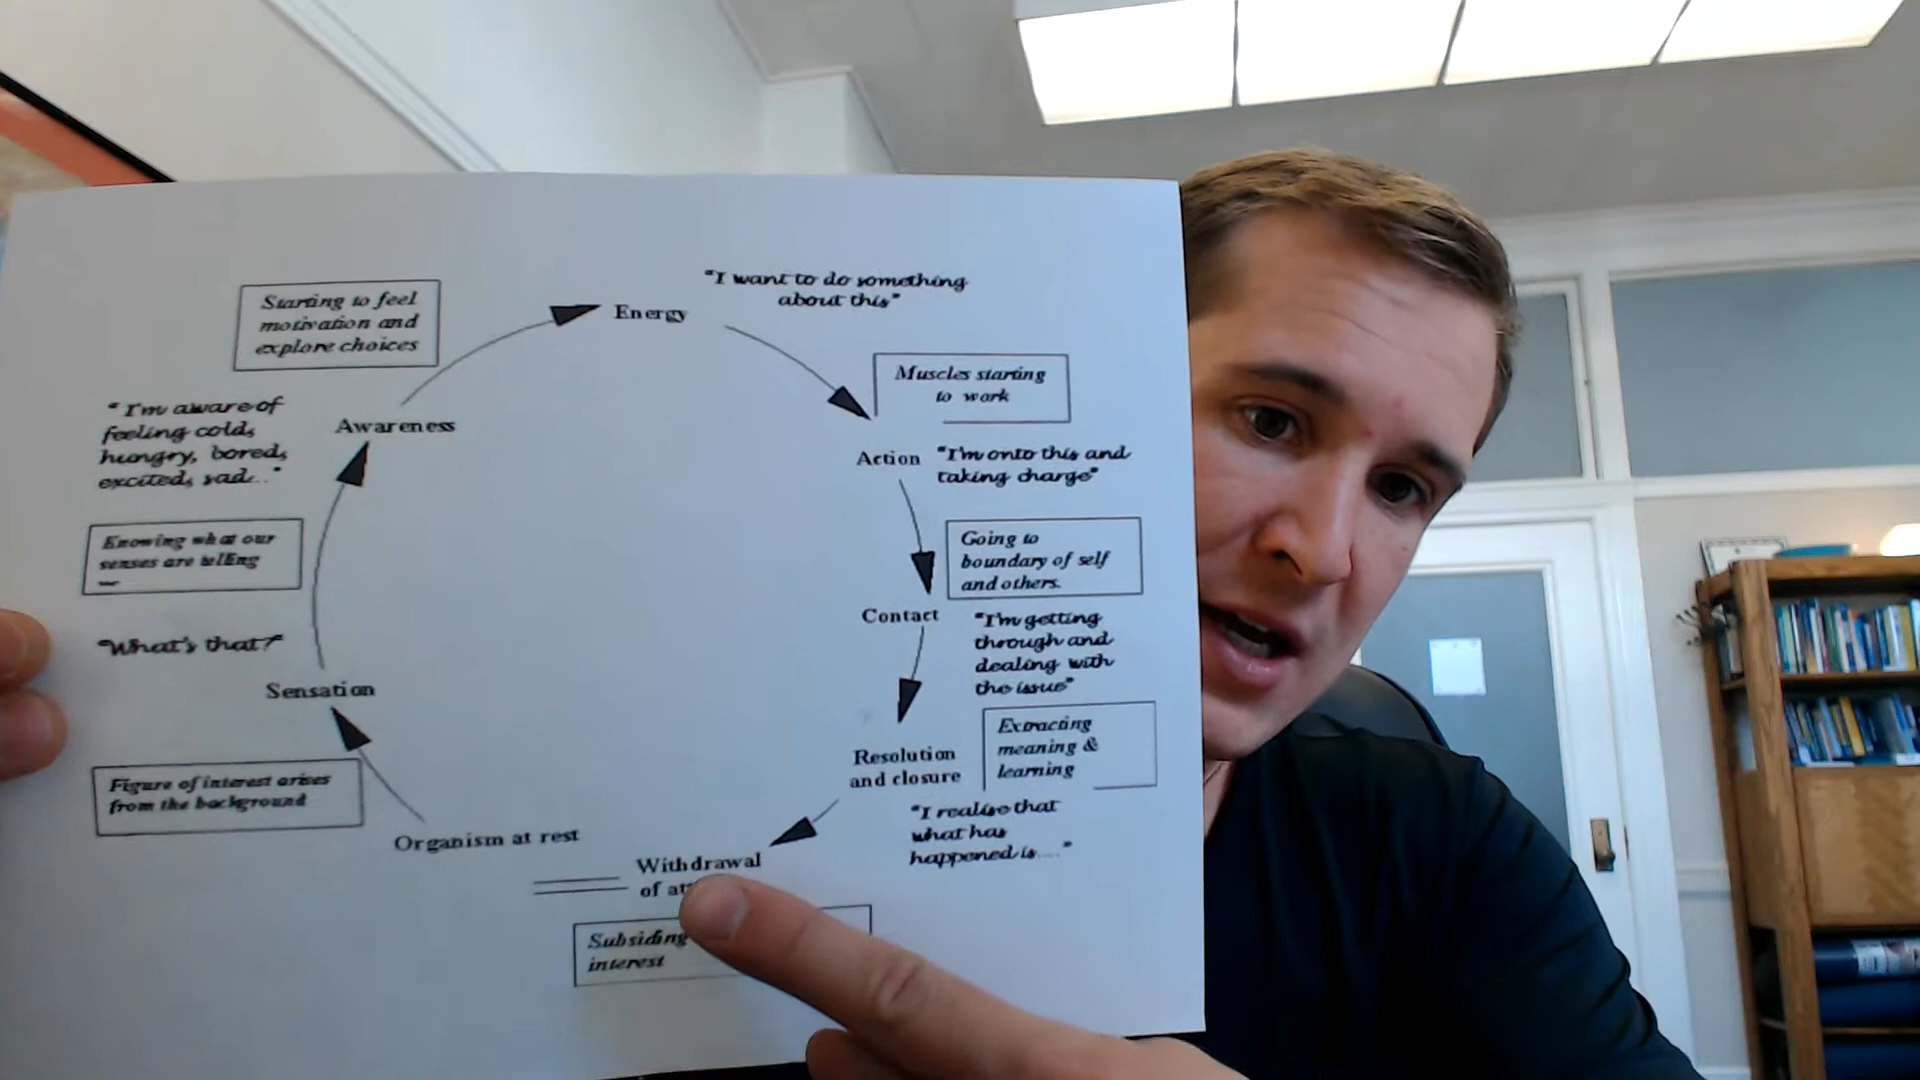 "I want to do something
about this"
Energy
Starting to feel
motivation and
explore choices
Muscles starting
to work
"I'm aware of
feeling cold,
hungry, bored,
excited, sad..."
Awareness
Action
"I'm onto this and
taking charge"
Knowing what our
senses are telling
Going to
boundary of self
and others.
Contact
"I'm getting
through and
dealing with
the issue"
"What's that?"
Sensation
Extracting
meaning &
learning
Resolution
and closure
Figure of interest arises
from the background
"I realise that
what has
happened is...."
Organism at rest
Withdrawal
of
Subsiding
interest